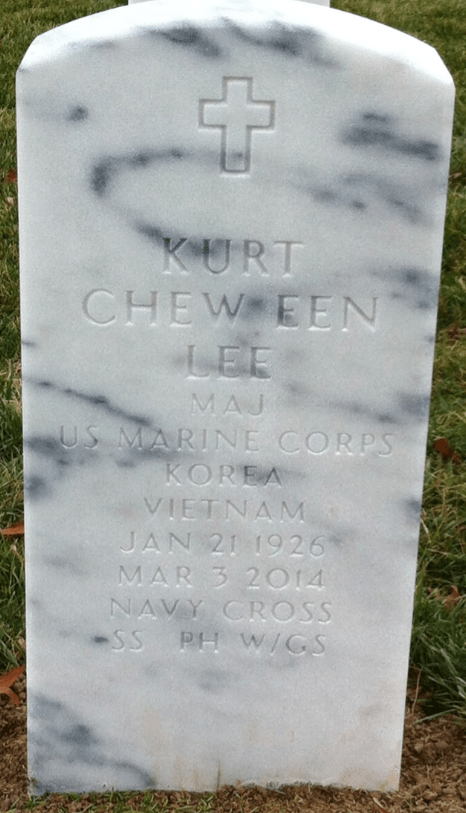 KURT
CHEW EEN
LEE
MAJ
US MARINE CORPS
KOREA
VIETNAM
JAN 21 1926
MAR 3 2014
NAVY CROSS
SS PH W/GS